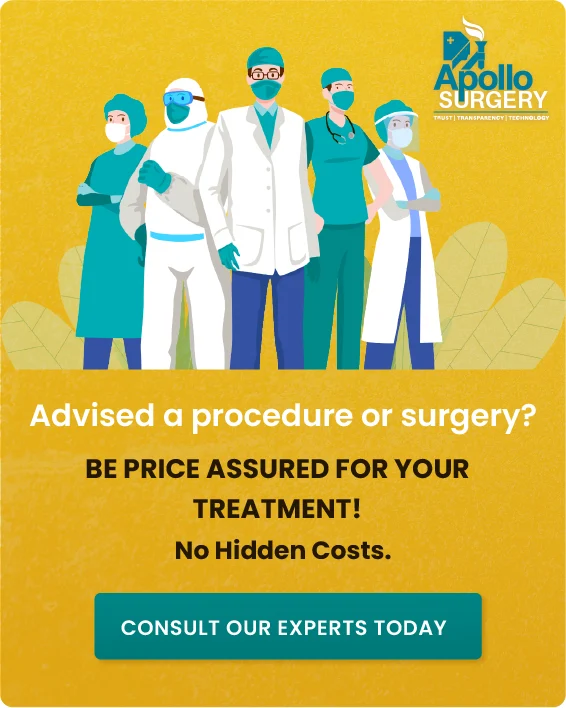 Apollo
SURGERY
TRUST | TRANSPARENCY | TECHNOLOGY
Advised a procedure or surgery?
BE PRICE ASSURED FOR YOUR
TREATMENT!
No Hidden Costs.
CONSULT OUR EXPERTS TODAY